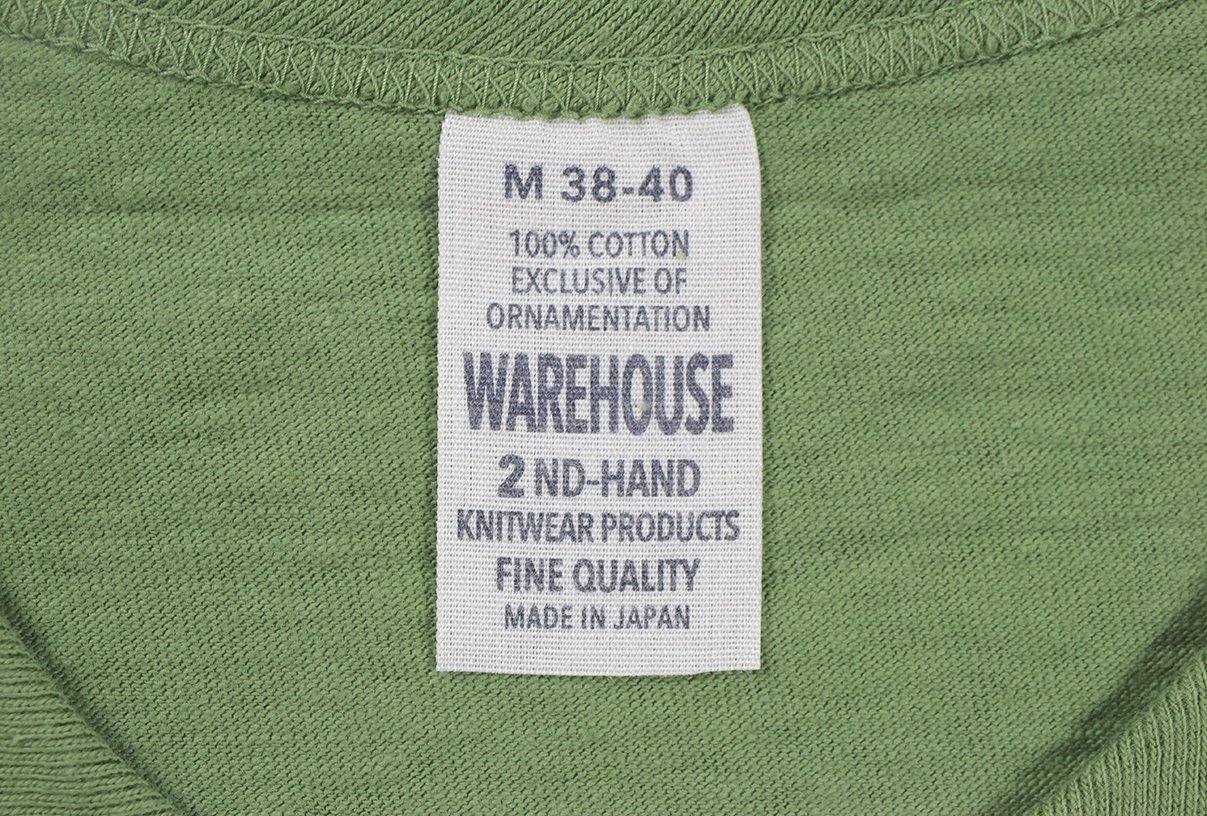 M 38-40
100% COTTON
EXCLUSIVE OF
ORNAMENTATION
WAREHOUSE
2 ND-HAND
KNITWEAR PRODUCTS
FINE QUALITY
MADE IN JAPAN